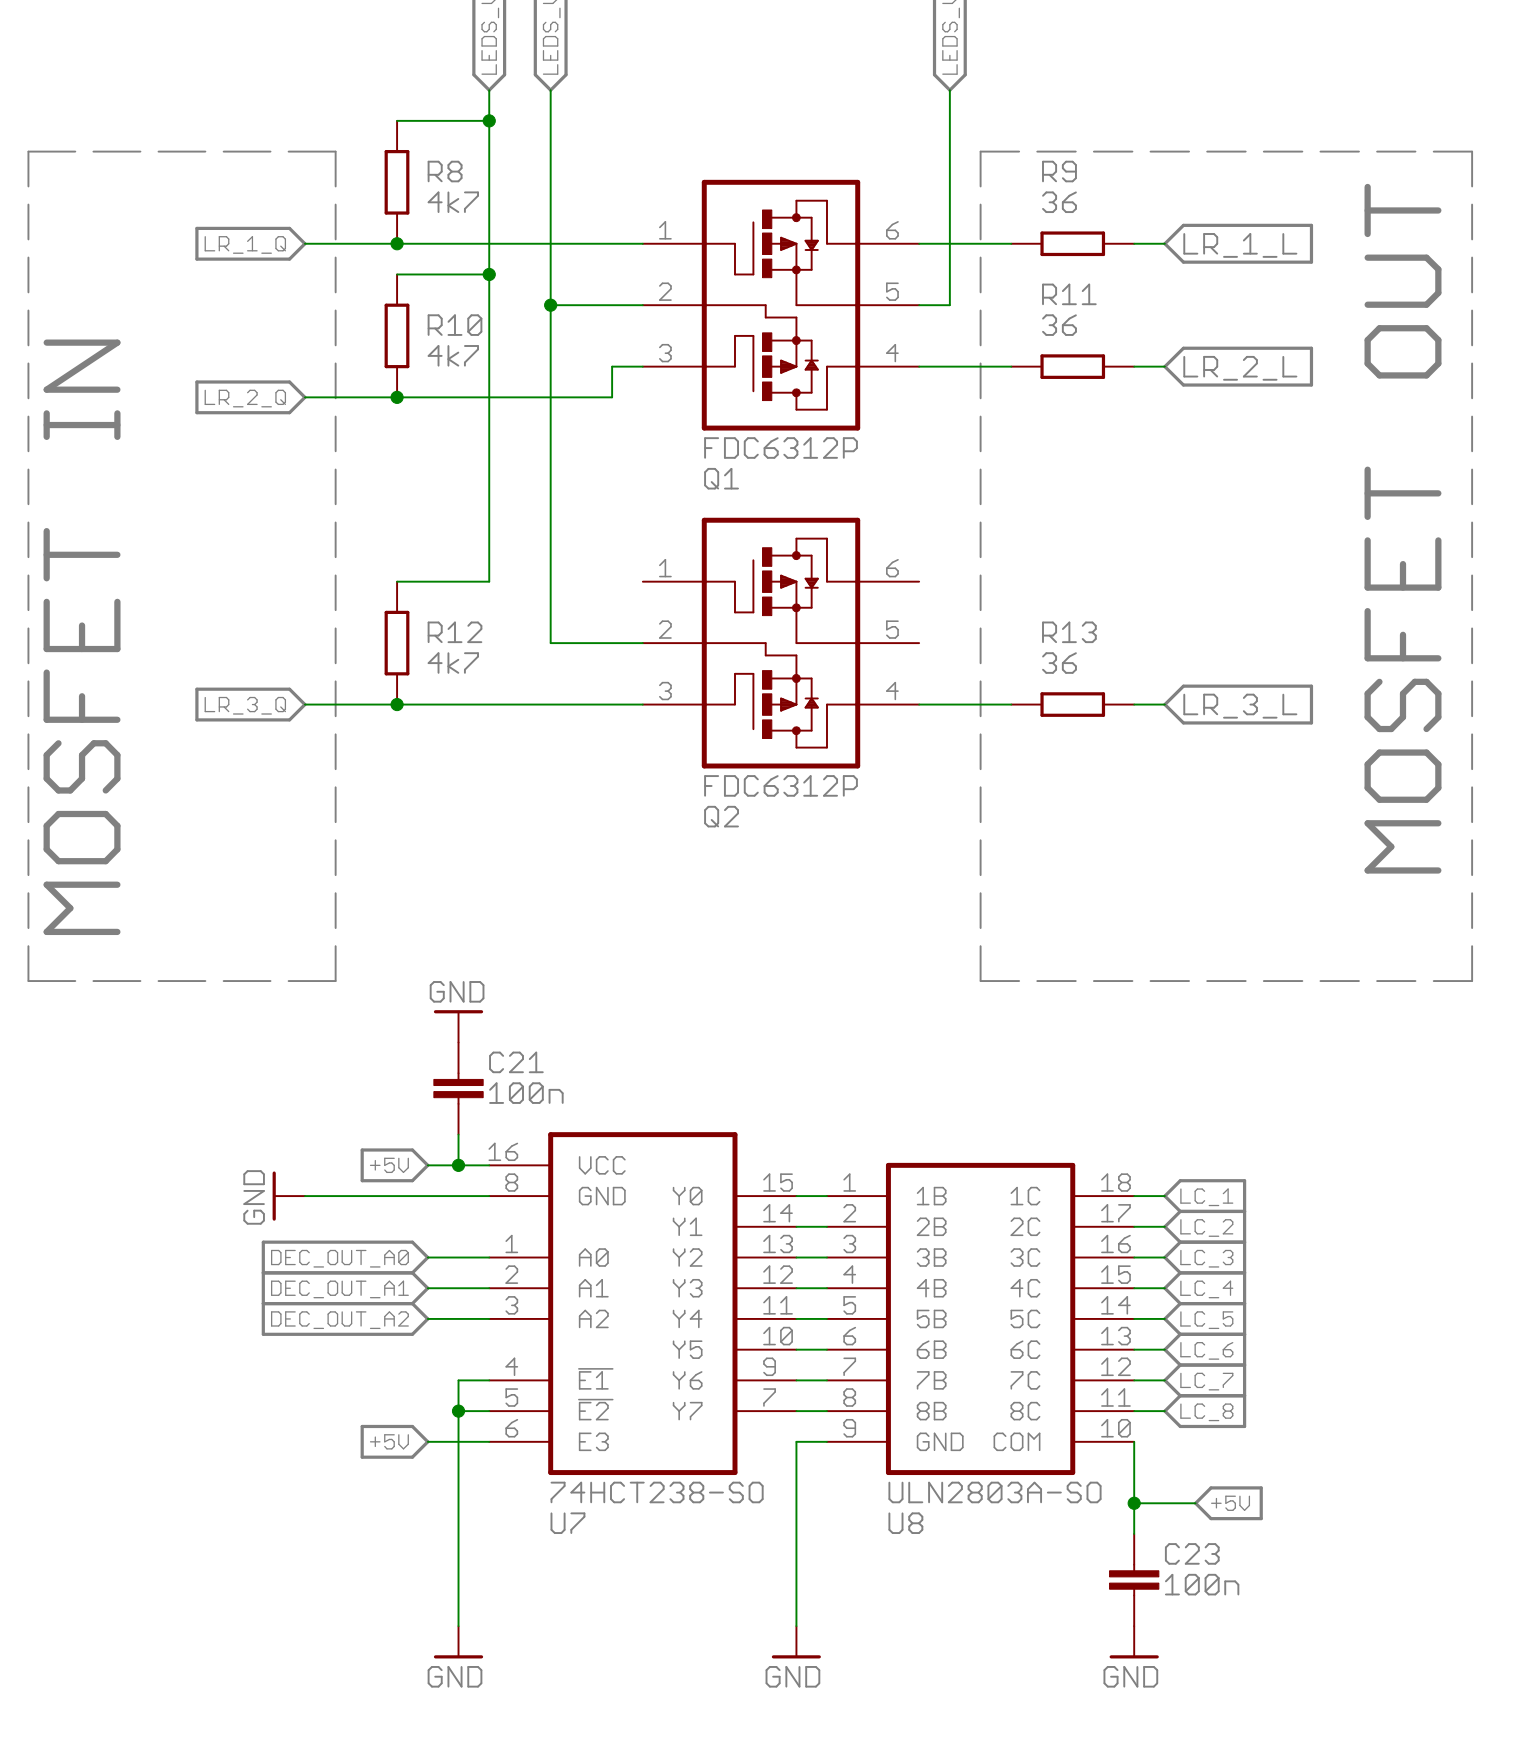 LEDS_
LEDS_
LEDS_
MOSFET IN
MOSFET OUT
R8
4k7
LR_1_Q
R10
4k7
LR_2_Q
R12
4k7
LR_3_Q
1
2
3
6
5
4
FDC6312P
Q1
1
2
3
6
5
4
FDC6312P
Q2
R9
36
LR_1_L
R11
36
LR_2_L
R13
36
LR_3_L
GND
C21
100n
+5V
16
VCC
GND
8
GND
DEC_OUT_A0
1
A0
DEC_OUT_A1
2
A1
DEC_OUT_A2
3
A2
4
E1
5
E2
+5V
6
E3
Y0
15
Y1
14
Y2
13
Y3
12
Y4
11
Y5
10
Y6
9
Y7
7
74HCT238-SO
U7
GND
1
1B
1C
18
LC_1
2
2B
2C
17
LC_2
3
3B
3C
16
LC_3
4
4B
4C
15
LC_4
5
5B
5C
14
LC_5
6
6B
6C
13
LC_6
7
7B
7C
12
LC_7
8
8B
8C
11
LC_8
9
GND
COM
10
ULN2803A-SO
U8
+5V
C23
100n
GND
GND